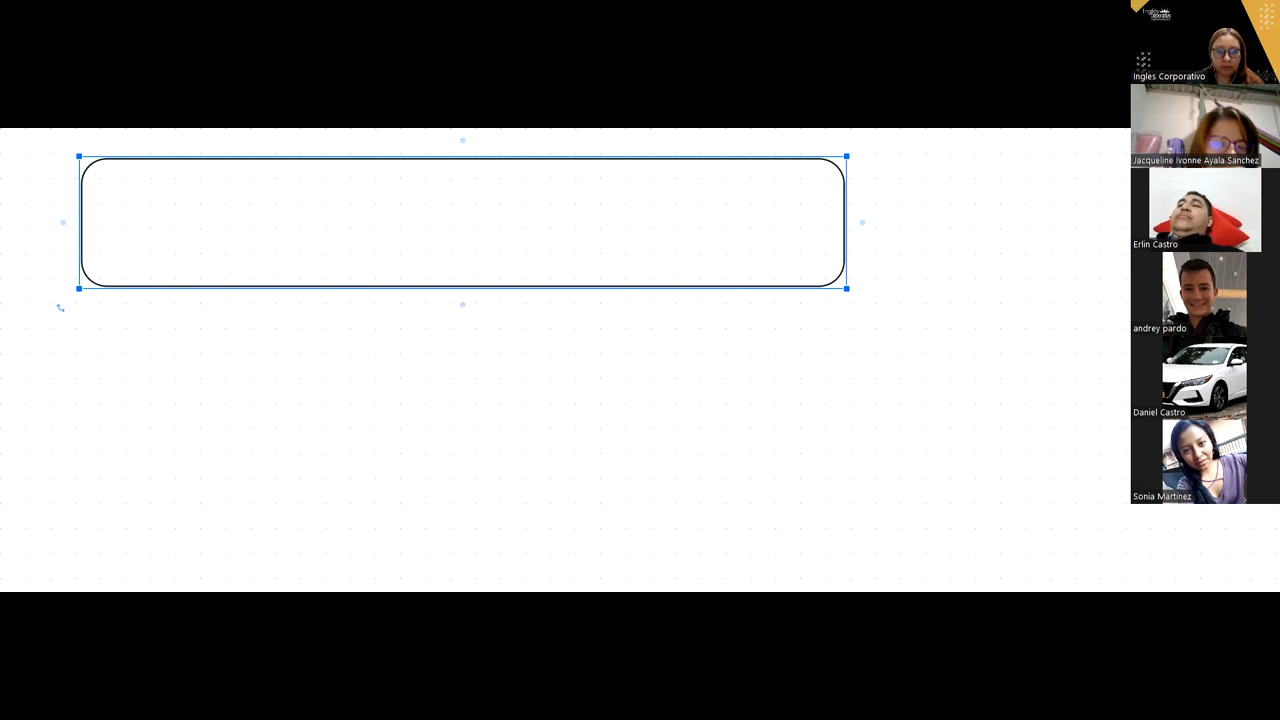 Ingles Corporativo
Jacqueline Ivonne Ayala Sanchez
Erlin Castro
andrey pardo
Daniel Castro
Sonia Martinez